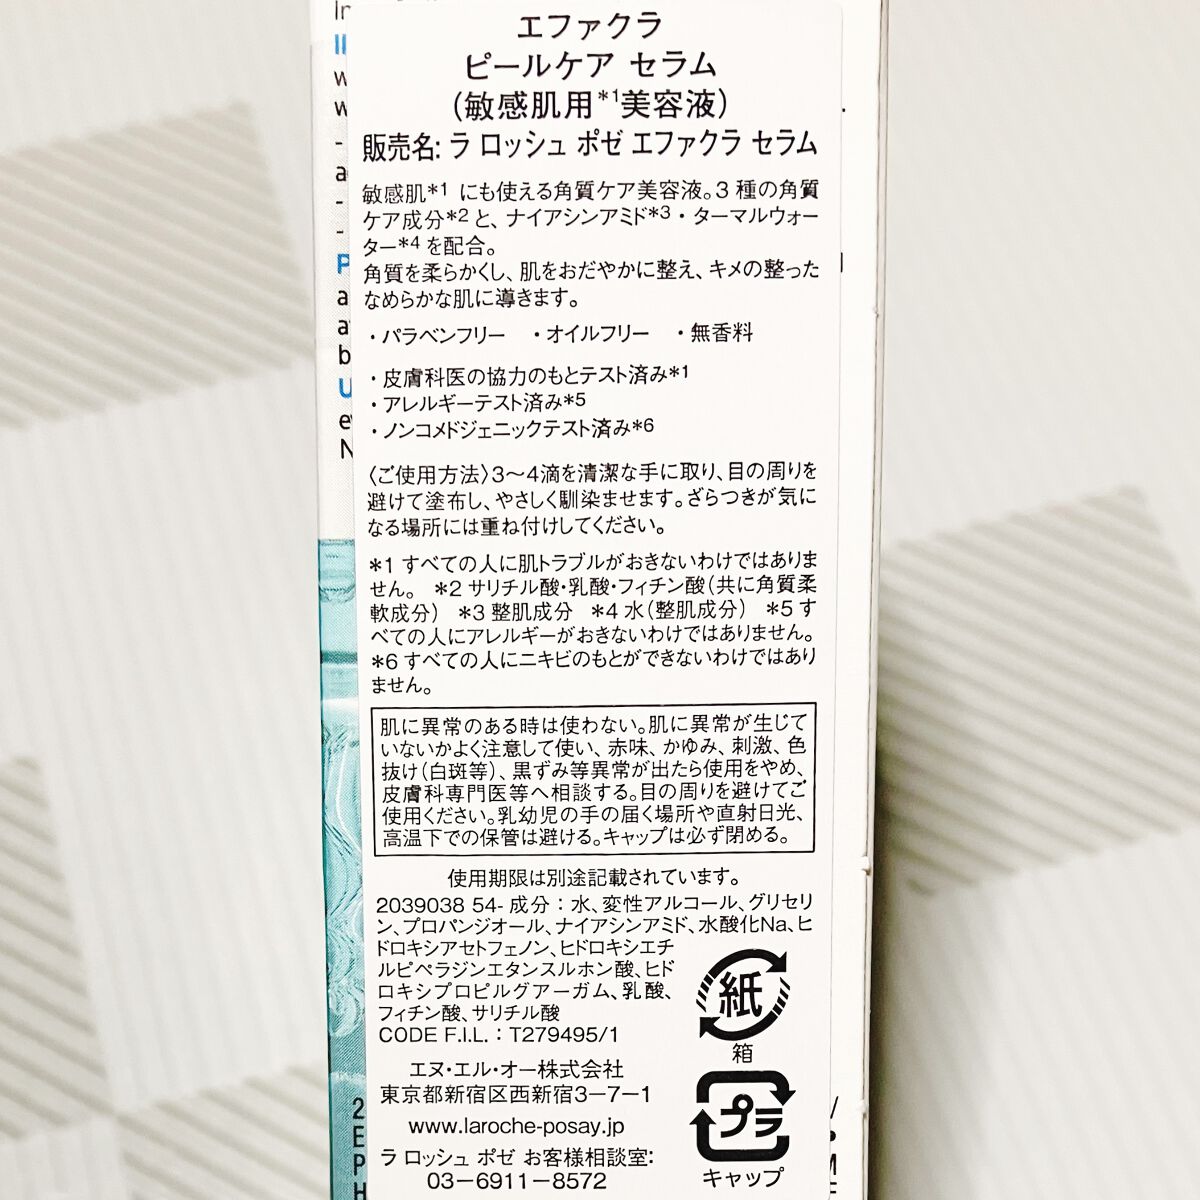 エファクラ
ピールケア セラム
(敏感肌用*1美容液)
販売名: ラ ロッシュ ポゼ エファクラ セラム
敏感肌*1 にも使える角質ケア美容液。3 種の角質
ケア成分*2と、ナイアシンアミド*3・ターマルウォー
ター*4 を配合。
角質を柔らかくし、肌をおだやかに整え、キメの整った
なめらかな肌に導きます。
・パラベンフリー ・オイルフリー ・無香料
・皮膚科医の協力のもとテスト済み*1
・アレルギーテスト済み*5
・ノンコメドジェニックテスト済み*6
〈ご使用方法〉3～4滴を清潔な手に取り、目の周りを
避けて塗布し、やさしく馴染ませます。ざらつきが気に
なる場所には重ね付けしてください。
*1 すべての人に肌トラブルがおきないわけではありま
せん。 *2 サリチル酸・乳酸・フィチン酸(共に角質柔
軟成分) *3 整肌成分 *4 水(整肌成分) *5 す
べての人にアレルギーがおきないわけではありません。
*6 すべての人にニキビのもとができないわけではあり
ません。
肌に異常のある時は使わない。肌に異常が生じて
いないかよく注意して使い、赤味、かゆみ、刺激、色
抜け(白斑等)、黒ずみ等異常が出たら使用をやめ、
皮膚科専門医等へ相談する。目の周りを避けてご
使用ください。乳幼児の手の届く場所や直射日光、
高温下での保管は避ける。キャップは必ず閉める。
使用期限は別途記載されています。
2039038 54- 成分：水、変性アルコール、グリセリ
ン、プロパンジオール、ナイアシンアミド、水酸化Na、ヒ
ドロキシアセトフェノン、ヒドロキシエチ
ルピペラジンエタンスルホン酸、ヒド
ロキシプロピルグアーガム、乳酸、
フィチン酸、サリチル酸
CODE F.I.L.：T279495/1
紙
箱
エヌ・エル・オー株式会社
東京都新宿区西新宿3－7－1
www.laroche-posay.jp
ラ ロッシュ ポゼ お客様相談室:
03－6911－8572
プラ
キャップ